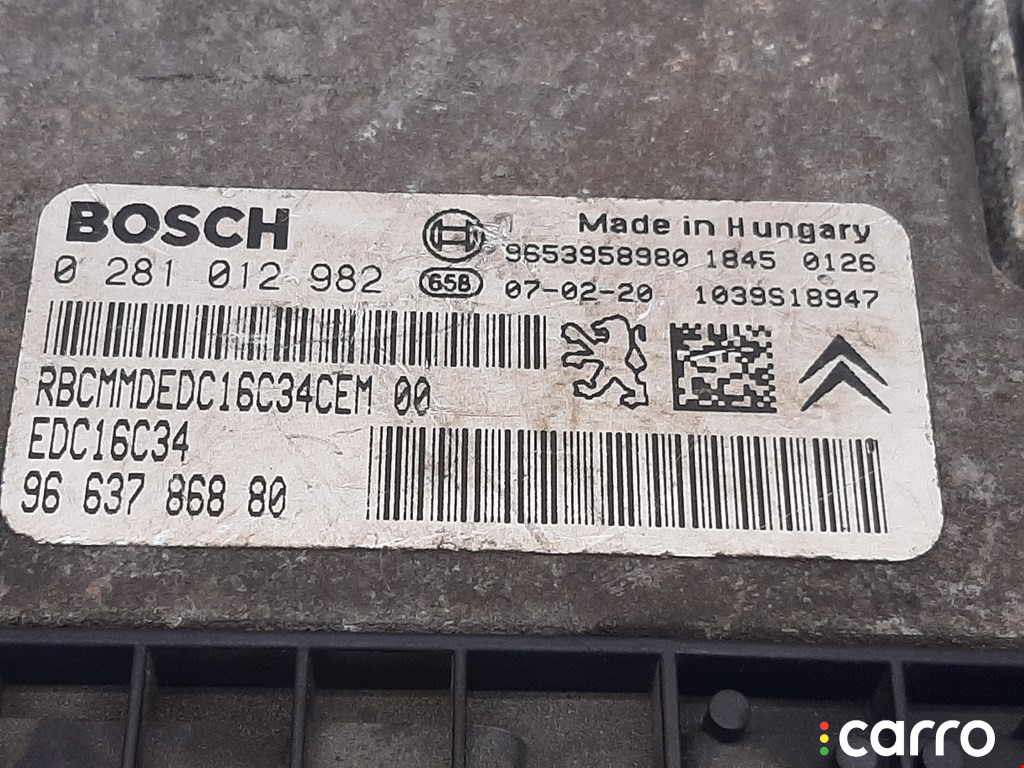 BOSCH
Made in Hungary
9653958980 1845 0126
0 281 012 982
65B 07-02-20 1039S18947
RBCMMDEDC16C34CEM 00
EDC16C34
96 637 868 80
carro